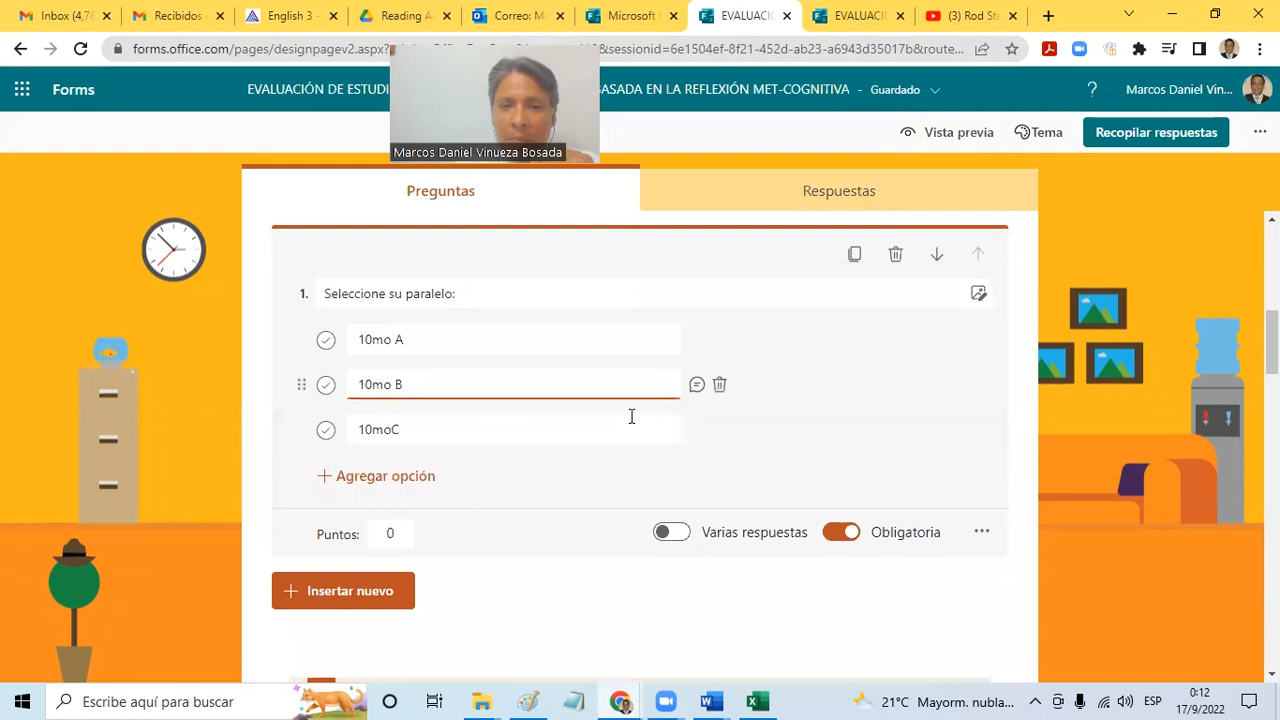 Inbox (4,78
Recibidos
English 3 -
Reading A
Correo: M
Microsoft
EVALUACI
EVALUACI
(3) Rod Ste
forms.office.com/pages/designpagev2.aspx?
sessionid=6e1504ef-8f21-452d-ab23-a6943d35017b&route...
Forms
EVALUACIÓN DE ESTUDI
BASADA EN LA REFLEXIÓN MET-COGNITIVA
Guardado
?
Marcos Daniel Vin...
Vista previa
Tema
Recopilar respuestas
Marcos Daniel Vinueza Bosada
Preguntas
Respuestas
1. Seleccione su paralelo:
10mo A
10mo B
10moC
+ Agregar opción
Puntos: 0
Varias respuestas
Obligatoria
+ Insertar nuevo
Escribe aquí para buscar
21°C Mayorm. nubla...
ESP
0:12
17/9/2022